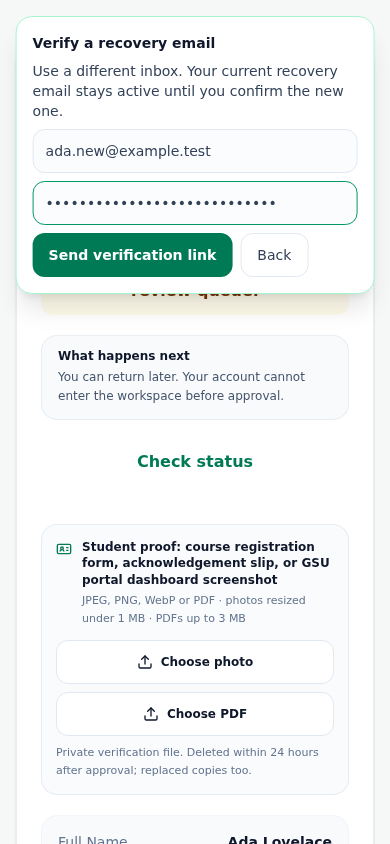 Verify a recovery email
Use a different inbox. Your current recovery
email stays active until you confirm the new
one.
ada.new@example.test
••••••••••••••••••••••••••••
Send verification link
Back
What happens next
You can return later. Your account cannot
enter the workspace before approval.
Check status
Student proof: course registration
form, acknowledgement slip, or GSU
portal dashboard screenshot
JPEG, PNG, WebP or PDF · photos resized
under 1 MB · PDFs up to 3 MB
Choose photo
Choose PDF
Private verification file. Deleted within 24 hours
after approval; replaced copies too.
Full Name
Ada Lovelace